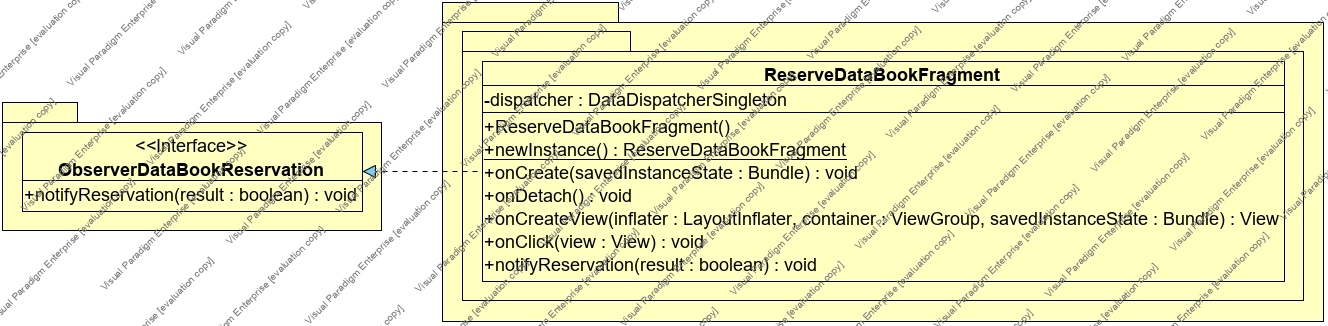 <<Interface>>
ObserverDataBookReservation
+notifyReservation(result : boolean) : void
ReserveDataBookFragment
-dispatcher : DataDispatcherSingleton
+ReserveDataBookFragment()
+newInstance() : ReserveDataBookFragment
+onCreate(savedInstanceState : Bundle) : void
+onDetach() : void
+onCreateView(inflater : LayoutInflater, container : ViewGroup, savedInstanceState : Bundle) : View
+onClick(view : View) : void
+notifyReservation(result : boolean) : void
Visual Paradigm Enterprise [evaluation copy]